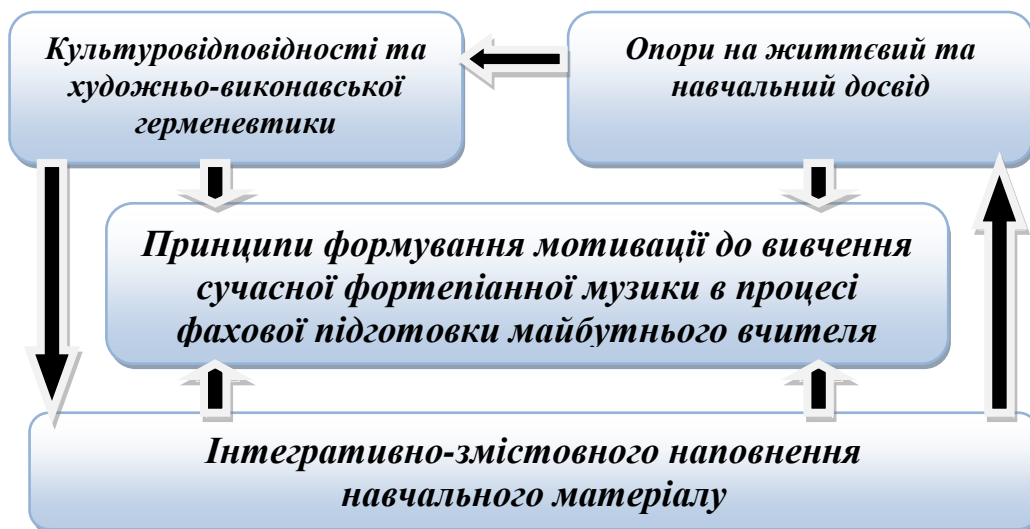 Культуровідповідності та
художньо-виконавської
герменевтики
Опори на життєвий та
навчальний досвід
Принципи формування мотивації до вивчення
сучасної фортепіанної музики в процесі
фахової підготовки майбутнього вчителя
Інтегративно-змістовного наповнення
навчального матеріалу